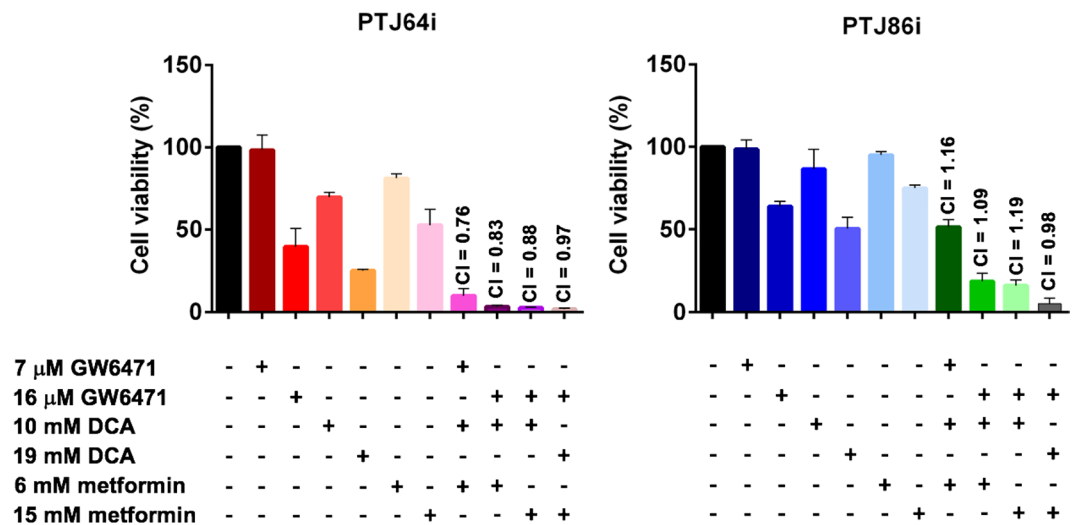 PTJ64i
PTJ86i
Cell viability (%)
150
100
50
0
CI = 0.76
CI = 0.83
CI = 0.88
CI = 0.97
Cell viability (%)
150
100
50
0
CI = 1.16
CI = 1.09
CI = 1.19
CI = 0.98
7 μM GW6471 - + - - - - - + - - - - + - - - - - + - - -
16 μM GW6471 - - + - - - - - + + + - - + - - - - - + + +
10 mM DCA - - - + - - - + + + - - - - + - - - + + + -
19 mM DCA - - - - + - - - - - + - - - - + - - - - - +
6 mM metformin - - - - - + - + + - - - - - - - + - + + - -
15 mM metformin - - - - - - + - - + + - - - - - - + - - + +